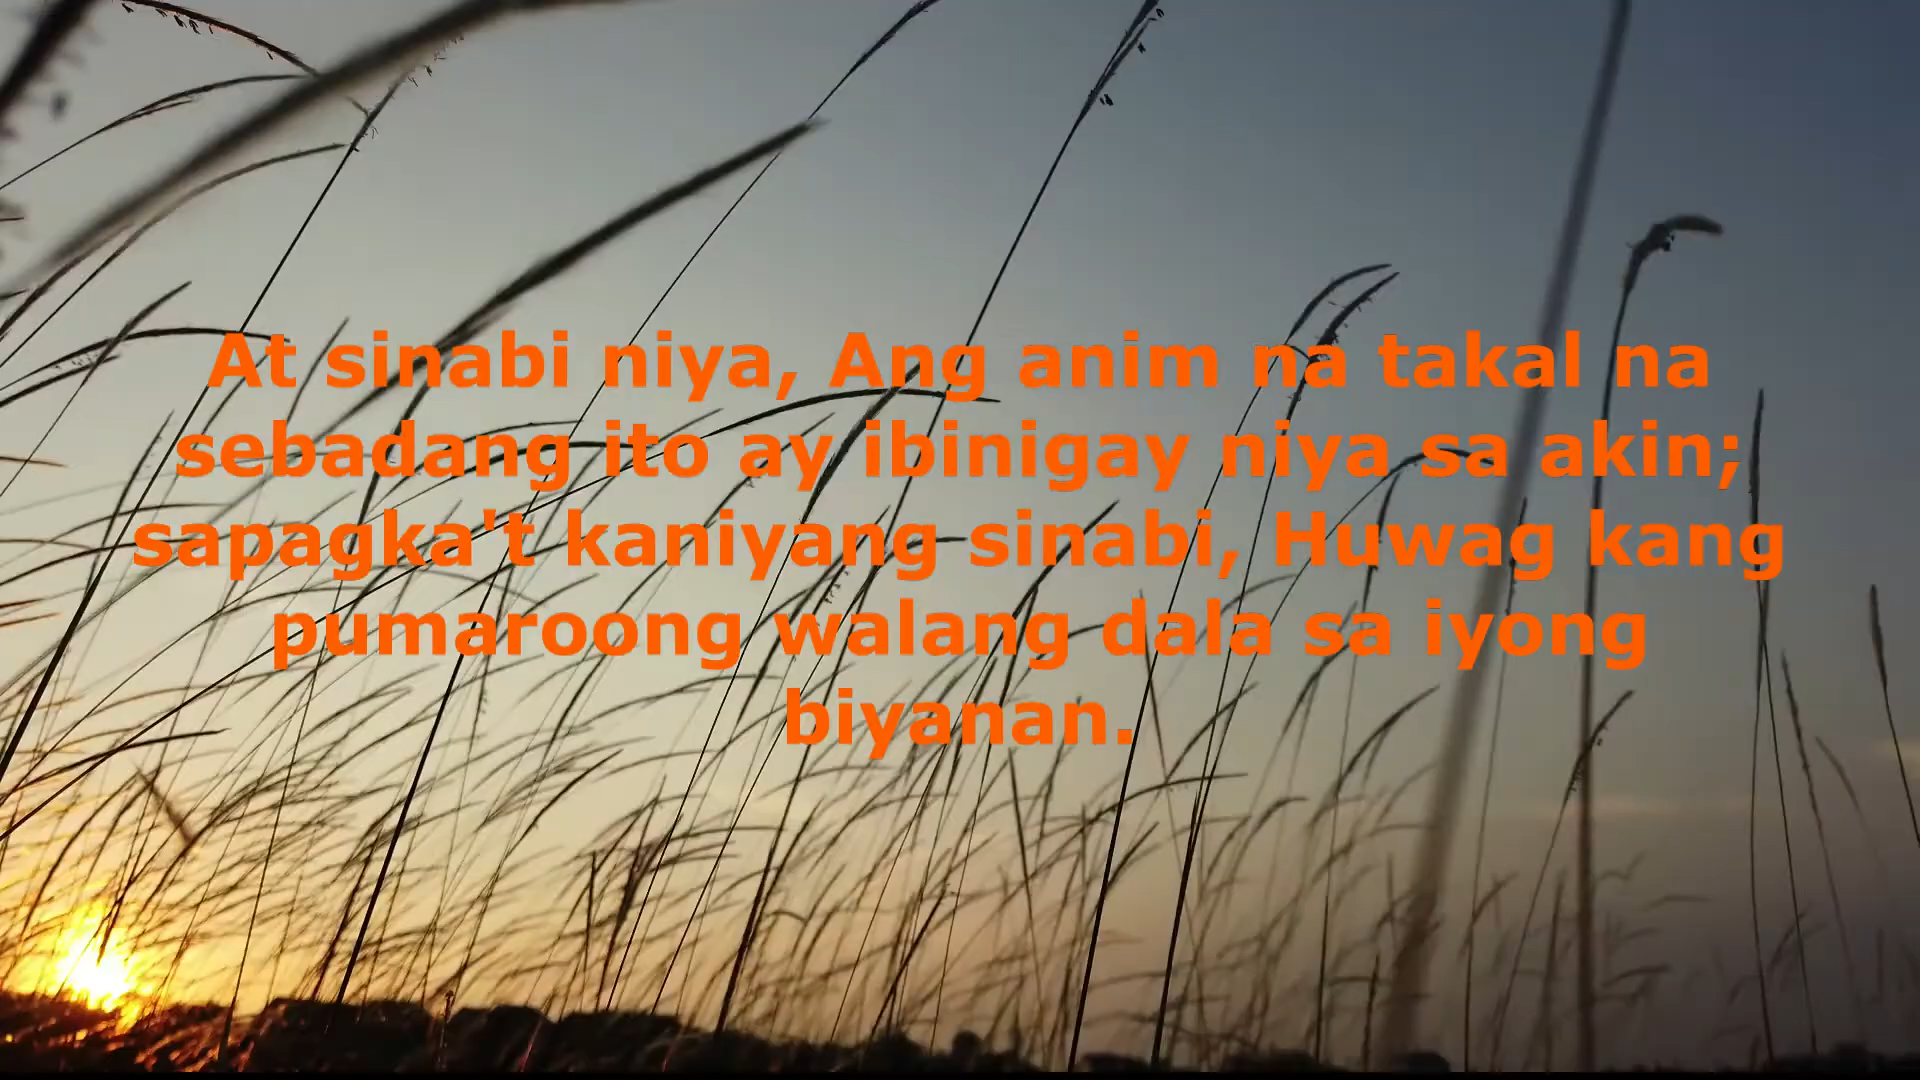 At sinabi niya, Ang anim na takal na
sebadang ito ay ibinigay niya sa akin;
sapagka't kaniyang sinabi, Huwag kang
pumaroong walang dala sa iyong
biyanan.